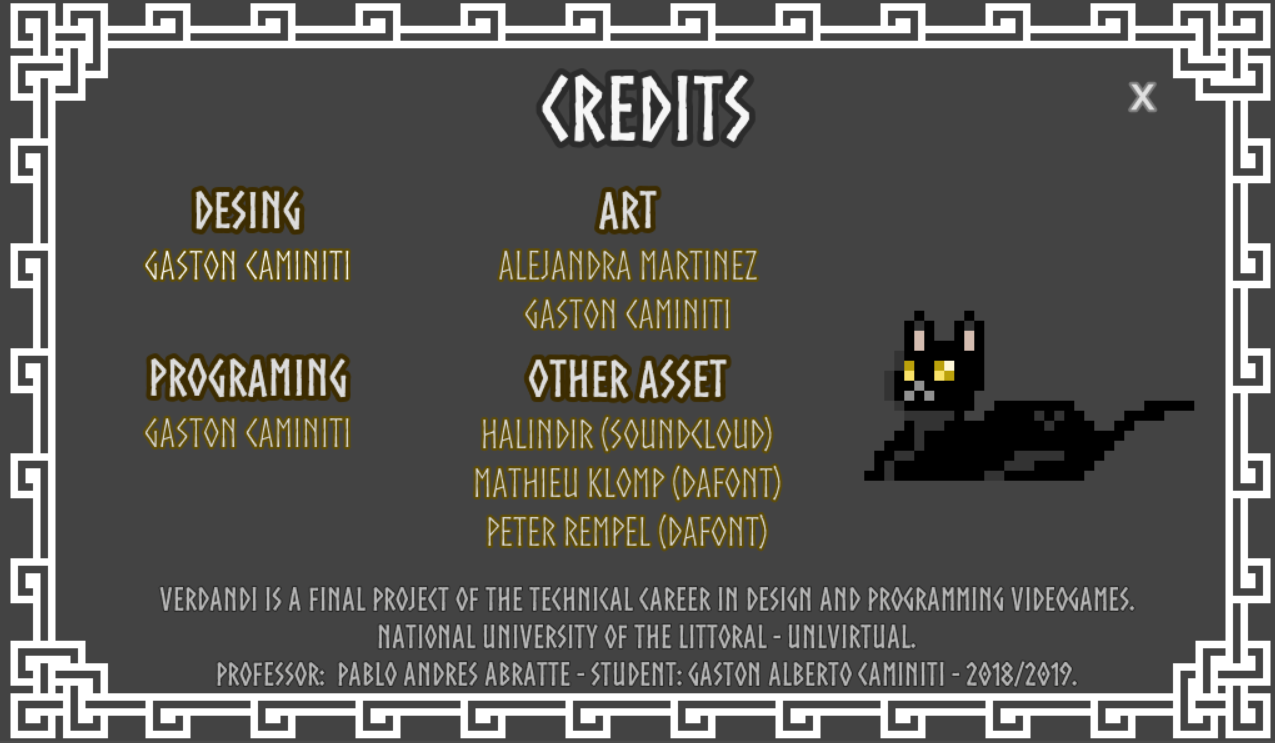 CREDITS
X
DESING
GASTON CAMINITI
PROGRAMING
GASTON CAMINITI
ART
ALEJANDRA MARTINEZ
GASTON CAMINITI
OTHER ASSET
HALINDIR (SOUNDCLOUD)
MATHIEU KLOMP (DAFONT)
PETER REMPEL (DAFONT)
VERDANDI IS A FINAL PROJECT OF THE TECHNICAL CAREER IN DESIGN AND PROGRAMMING VIDEOGAMES.
NATIONAL UNIVERSITY OF THE LITTORAL - UNLVIRTUAL.
PROFESSOR: PABLO ANDRES ABRATTE - STUDENT: GASTON ALBERTO CAMINITI - 2018/2019.